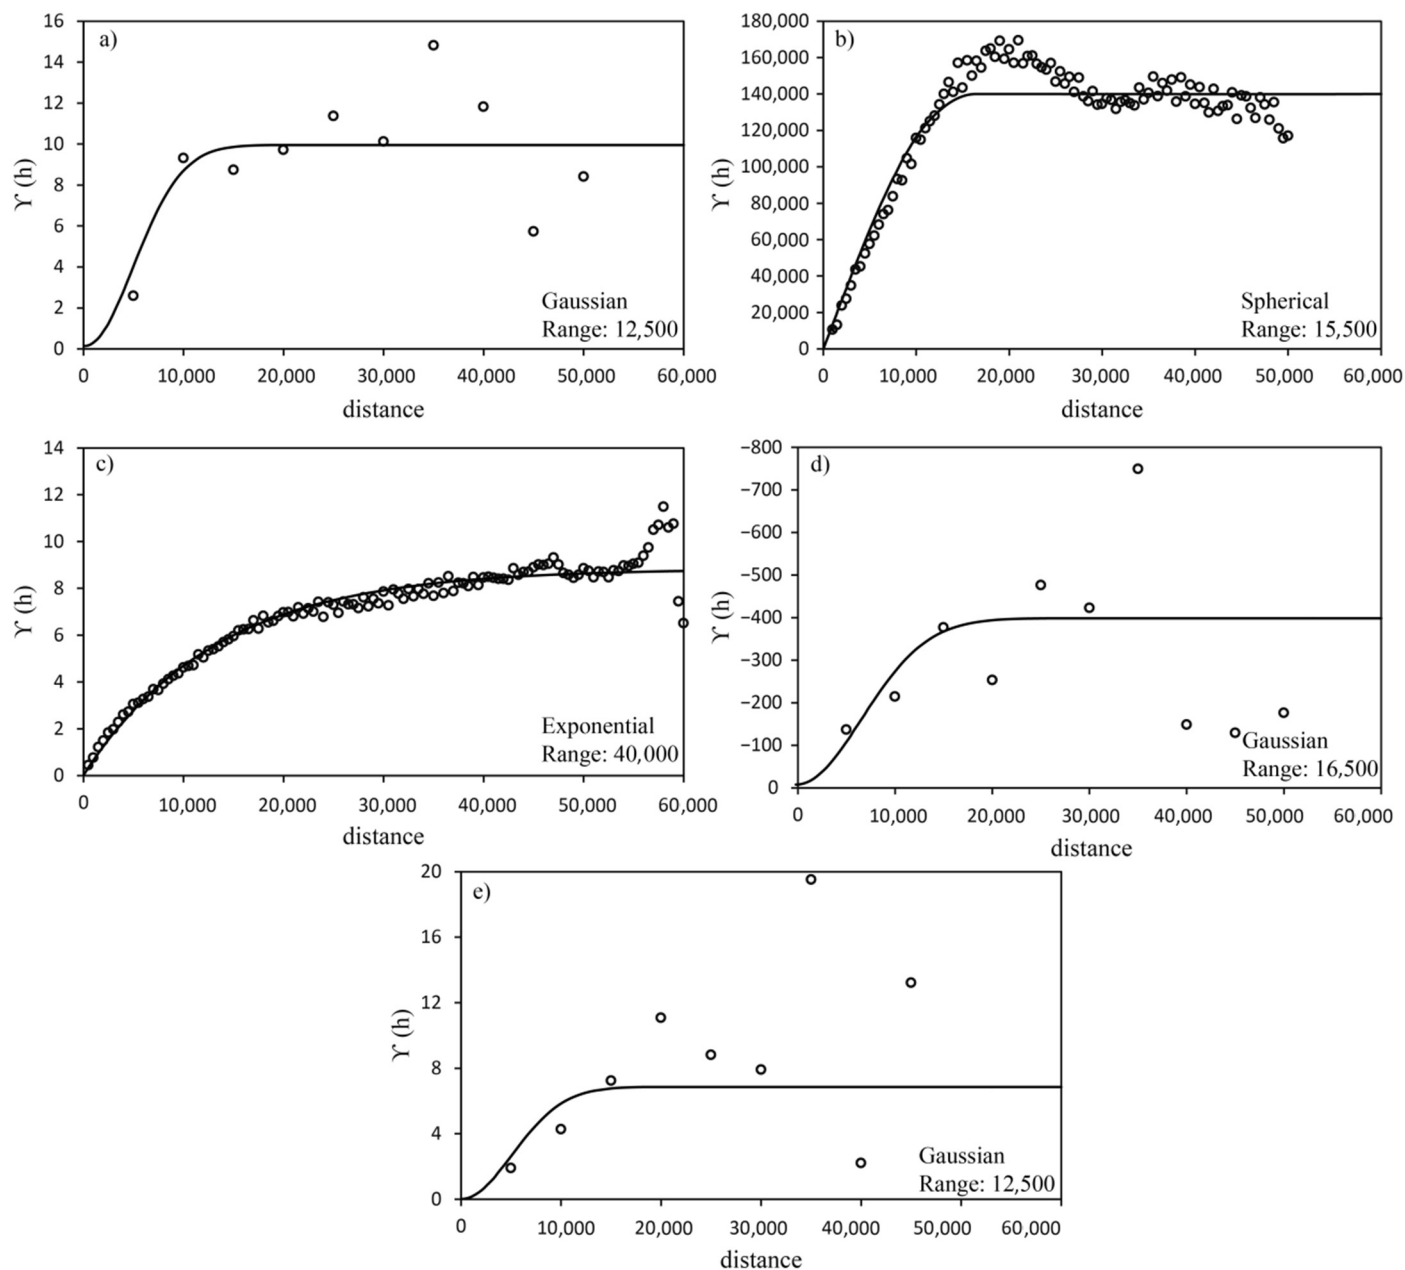 a)
16
14
12
10
8
6
4
2
0
ϒ (h)
Gaussian
Range: 12,500
0 10,000 20,000 30,000 40,000 50,000 60,000
distance
b)
180,000
160,000
140,000
120,000
100,000
80,000
60,000
40,000
20,000
0
ϒ (h)
Spherical
Range: 15,500
0 10,000 20,000 30,000 40,000 50,000 60,000
distance
c)
14
12
10
8
6
4
2
0
ϒ (h)
Exponential
Range: 40,000
0 10,000 20,000 30,000 40,000 50,000 60,000
distance
d)
−800
−700
−600
−500
−400
−300
−200
−100
0
ϒ (h)
Gaussian
Range: 16,500
0 10,000 20,000 30,000 40,000 50,000 60,000
distance
e)
20
16
12
8
4
0
ϒ (h)
Gaussian
Range: 12,500
0 10,000 20,000 30,000 40,000 50,000 60,000
distance